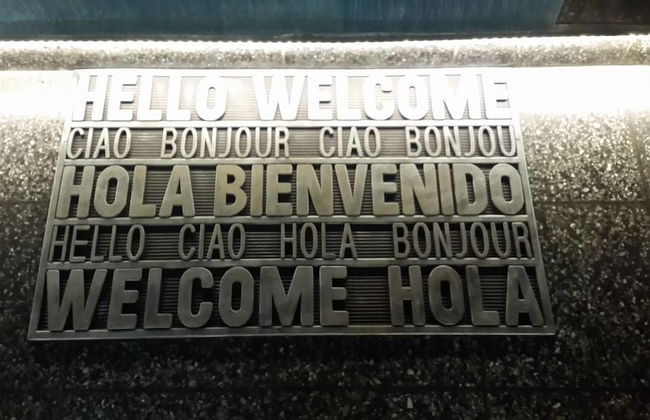 HELLO WELCOME
CIAO BONJOUR CIAO BONJOU
HOLA BIENVENIDO
HELLO CIAO HOLA BONJOUR
WELCOME HOLA